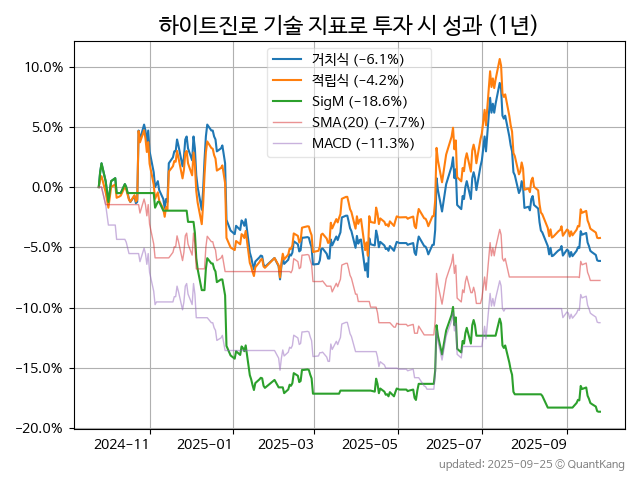 하이트진로 기술 지표로 투자 시 성과 (1년)
거치식 (−6.1%)
적립식 (−4.2%)
SigM (−18.6%)
SMA(20) (−7.7%)
MACD (−11.3%)
10.0%
5.0%
0.0%
−5.0%
−10.0%
−15.0%
−20.0%
2024−11 2025−01 2025−03 2025−05 2025−07 2025−09
updated: 2025−09−25 © QuantKang